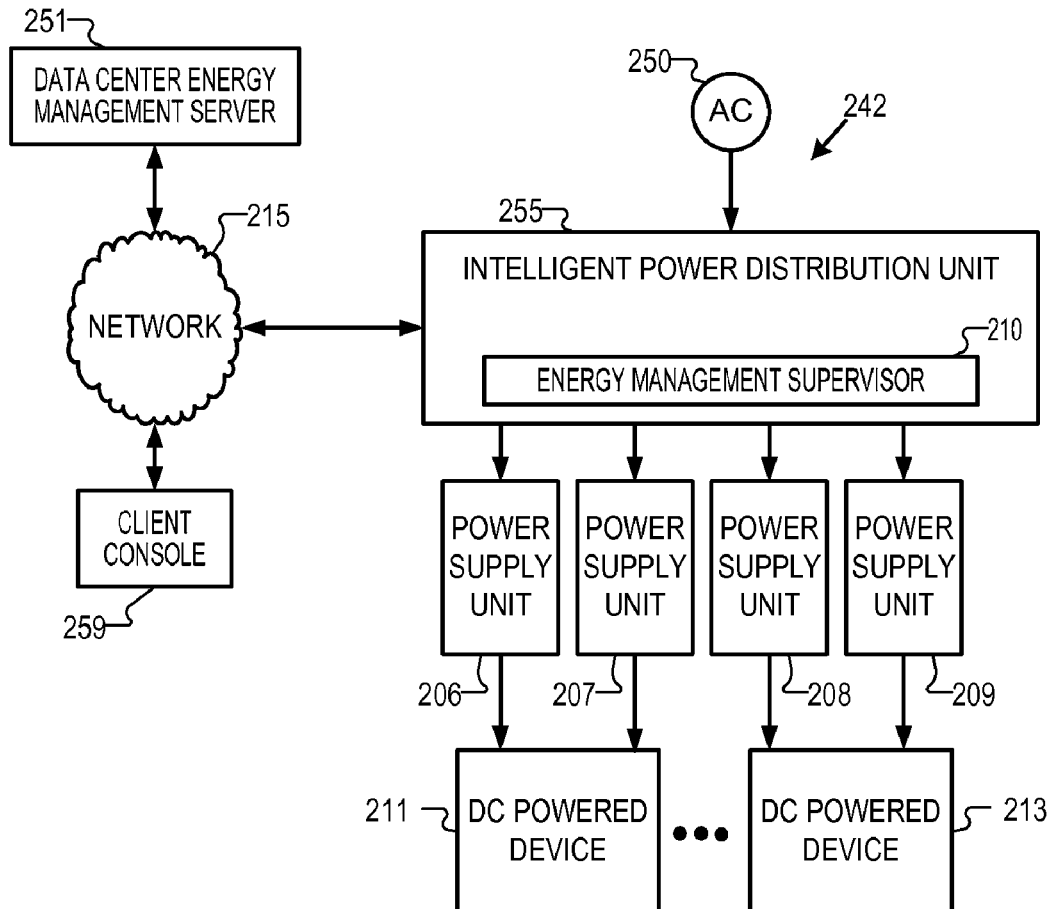 251
DATA CENTER ENERGY
MANAGEMENT SERVER
250
AC
242
215
NETWORK
255
INTELLIGENT POWER DISTRIBUTION UNIT
210
ENERGY MANAGEMENT SUPERVISOR
CLIENT
CONSOLE
259
POWER
SUPPLY
UNIT
POWER
SUPPLY
UNIT
POWER
SUPPLY
UNIT
POWER
SUPPLY
UNIT
206
207
208
209
211
DC POWERED
DEVICE
DC POWERED
DEVICE
213